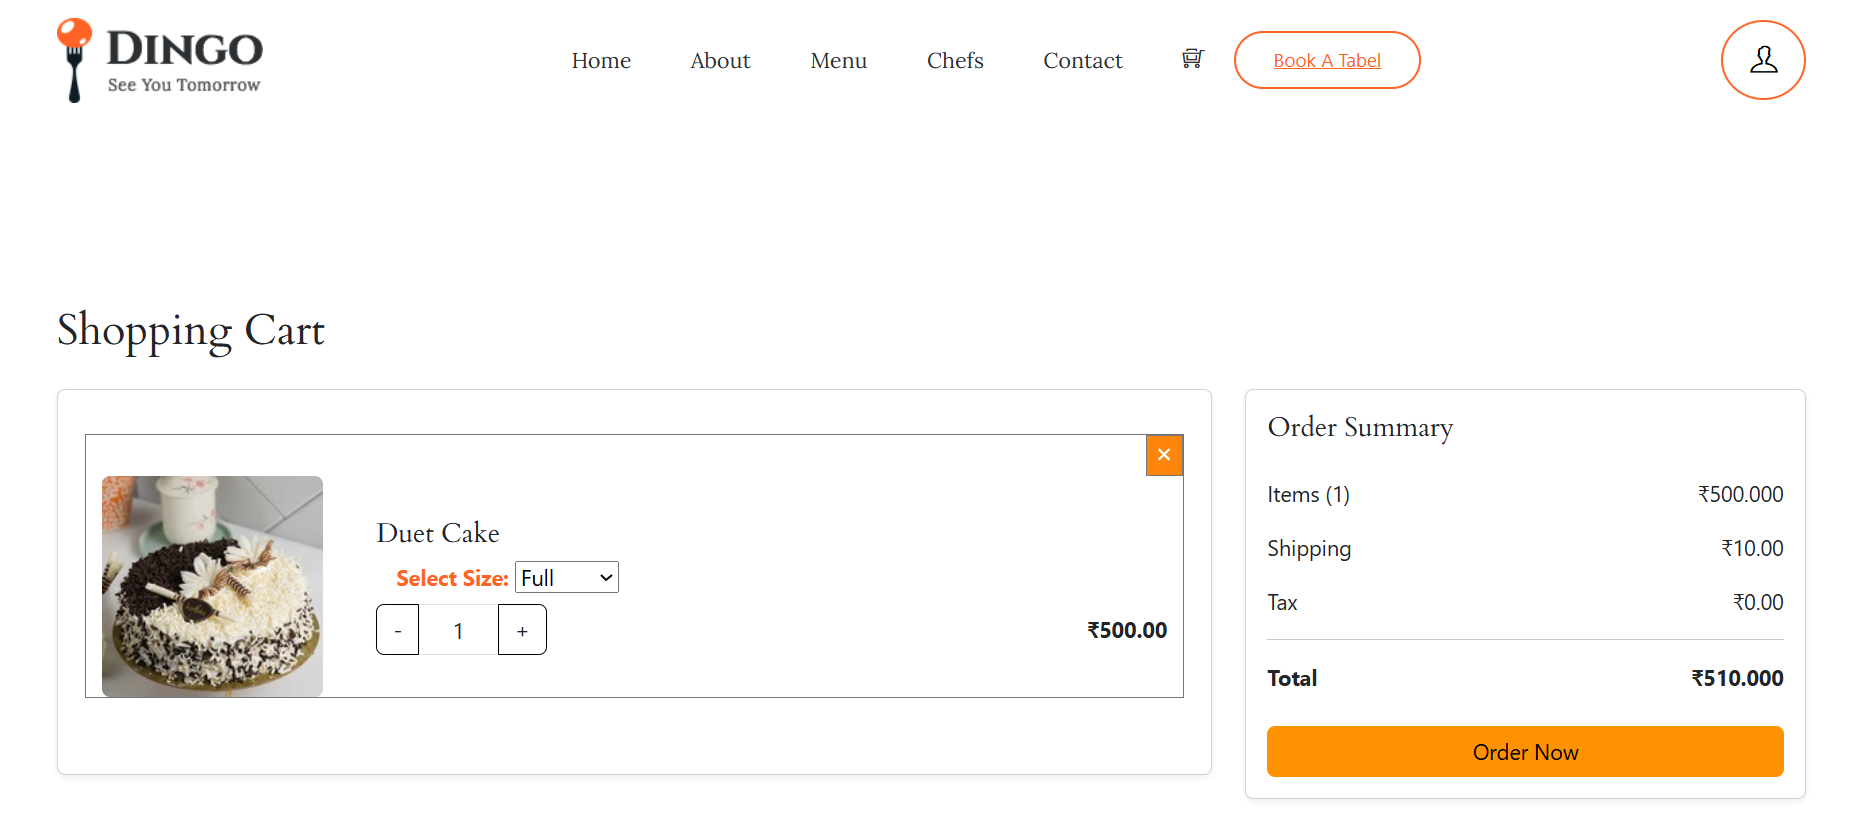 DINGO
See You Tomorrow
Home
About
Menu
Chefs
Contact
Book A Tabel
Shopping Cart
×
Duet Cake
Select Size: Full
- 1 +
₹500.00
Order Summary
Items (1) ₹500.000
Shipping ₹10.00
Tax ₹0.00
Total ₹510.000
Order Now